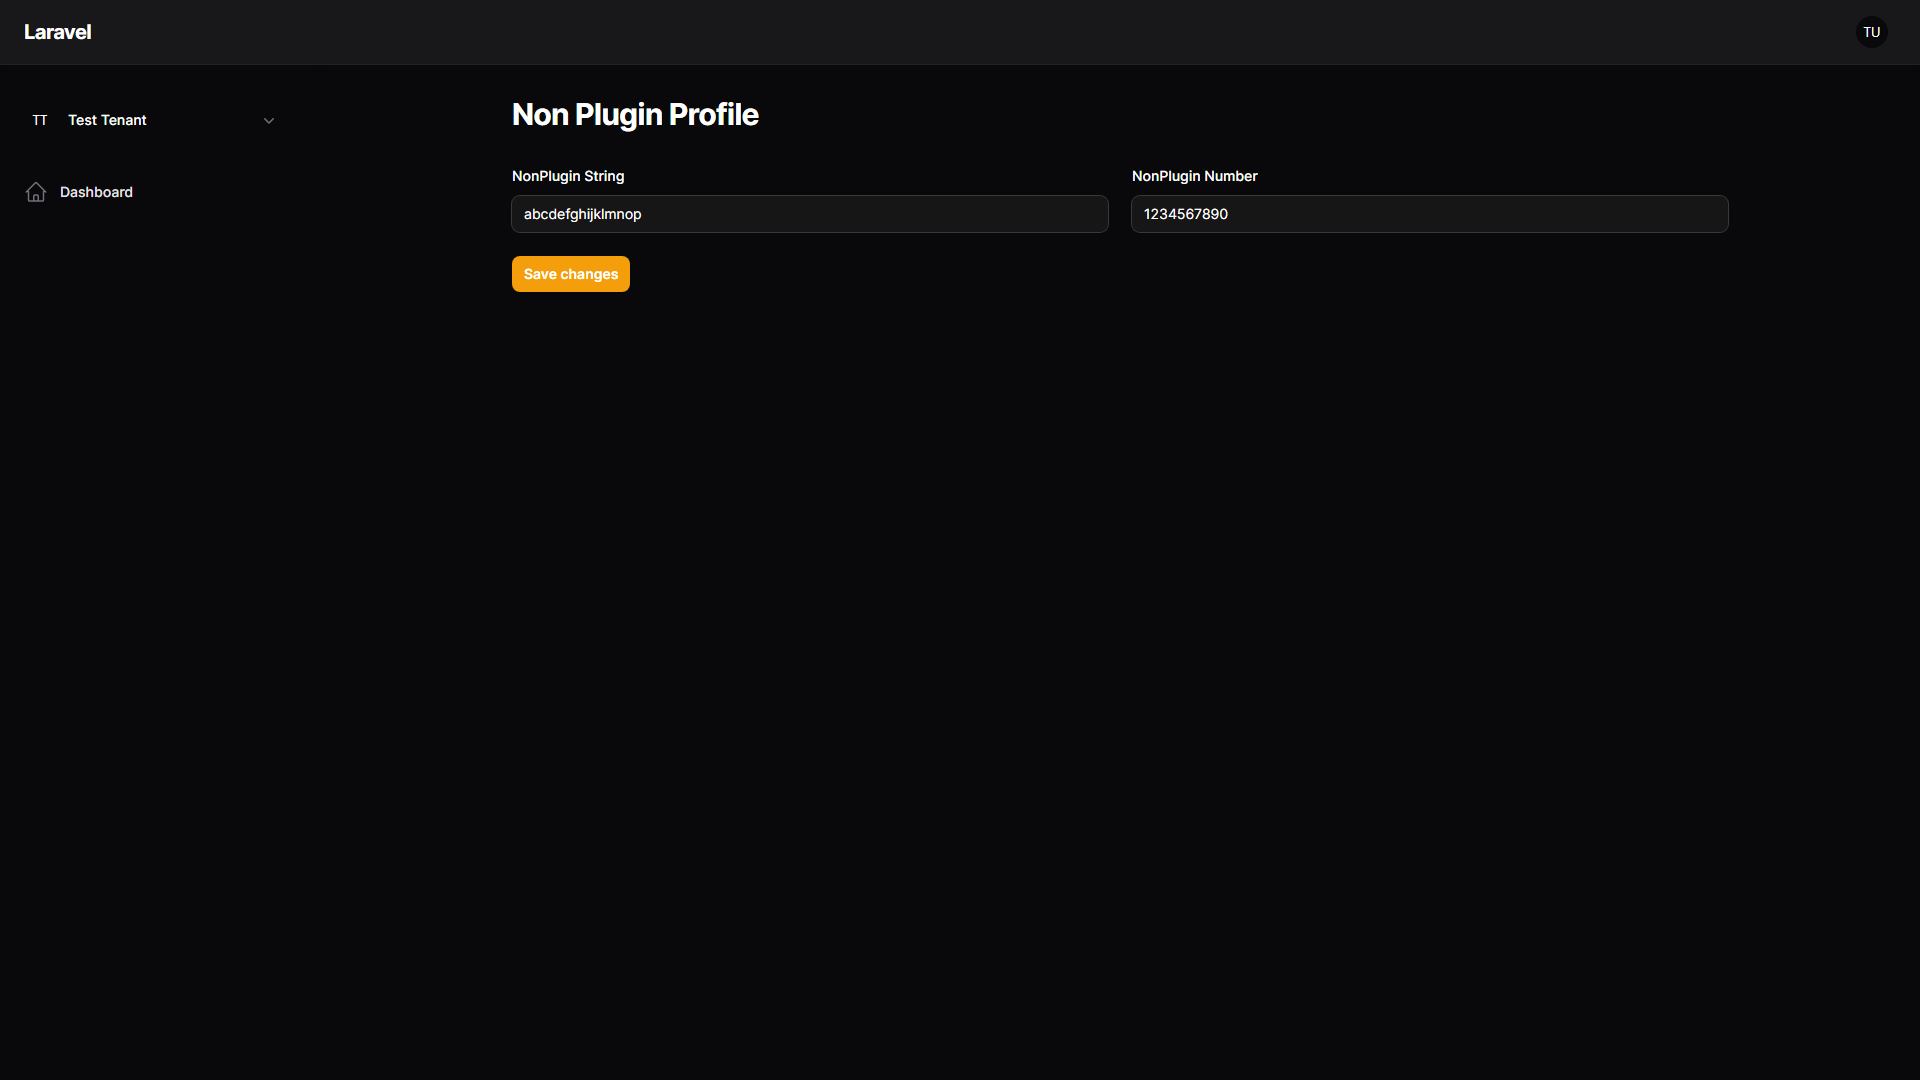 Laravel
TU
TT Test Tenant
Dashboard
Non Plugin Profile
NonPlugin String
NonPlugin Number
abcdefghijklmnop
1234567890
Save changes